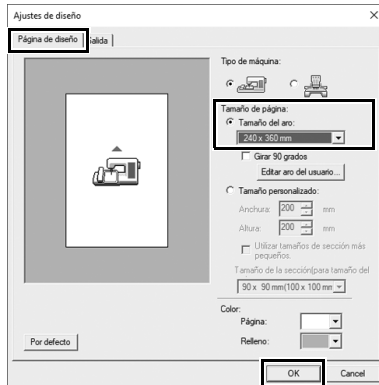 Ajustes de diseño
Página de diseño
Salida
Tipo de máquina:
Tamaño de página:
Tamaño del aro:
240 x 360 mm
Girar 90 grados
Editar aro del usuario...
Tamaño personalizado:
Anchura: 200 mm
Altura: 200 mm
Utilizar tamaños de sección más
pequeños.
Tamaño de la sección(para tamaño del
90 x 90 mm(100 x 100 mm
Color:
Página:
Relleno:
Por defecto
OK
Cancel